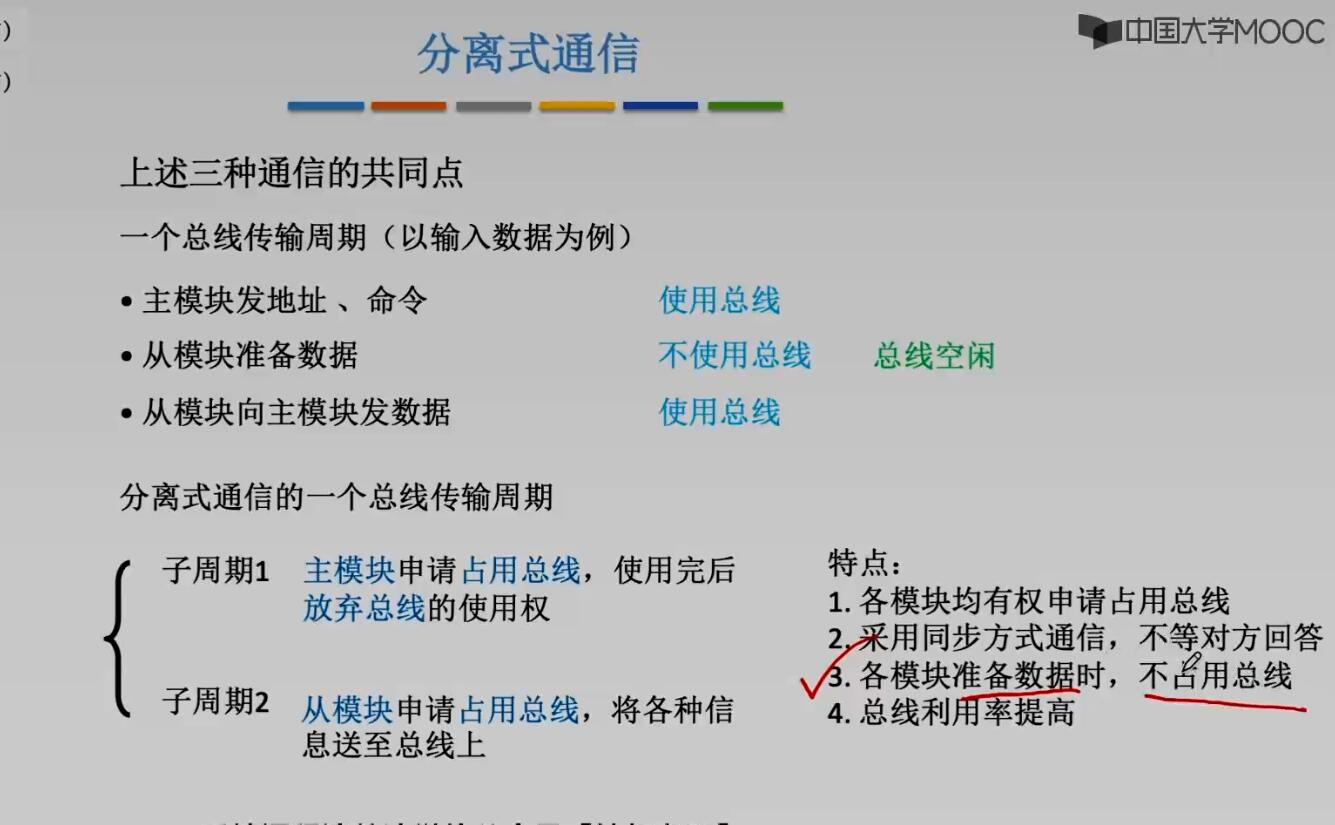 中国大学MOOC
分离式通信
上述三种通信的共同点
一个总线传输周期（以输入数据为例）
• 主模块发地址 、命令 使用总线
• 从模块准备数据 不使用总线 总线空闲
• 从模块向主模块发数据 使用总线
分离式通信的一个总线传输周期
子周期1 主模块申请占用总线，使用完后
放弃总线的使用权
子周期2 从模块申请占用总线，将各种信
息送至总线上
特点：
1. 各模块均有权申请占用总线
2. 采用同步方式通信，不等对方回答
3. 各模块准备数据时，不占用总线
4. 总线利用率提高